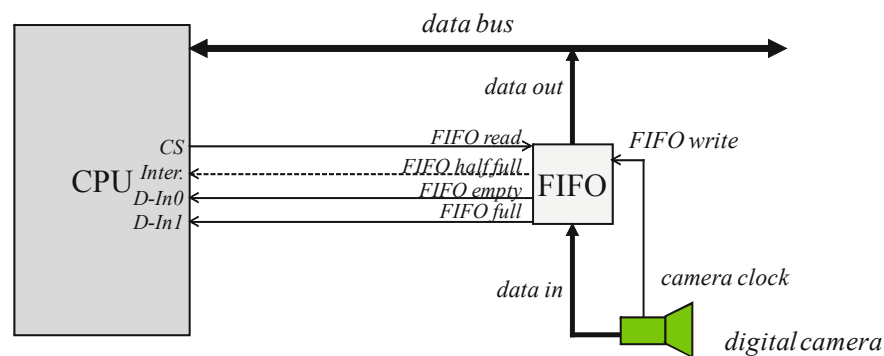 data bus
data out
CS
FIFO read
FIFO write
Inter.
FIFO half full
CPU
FIFO
D-In0
FIFO empty
D-In1
FIFO full
camera clock
data in
digital camera